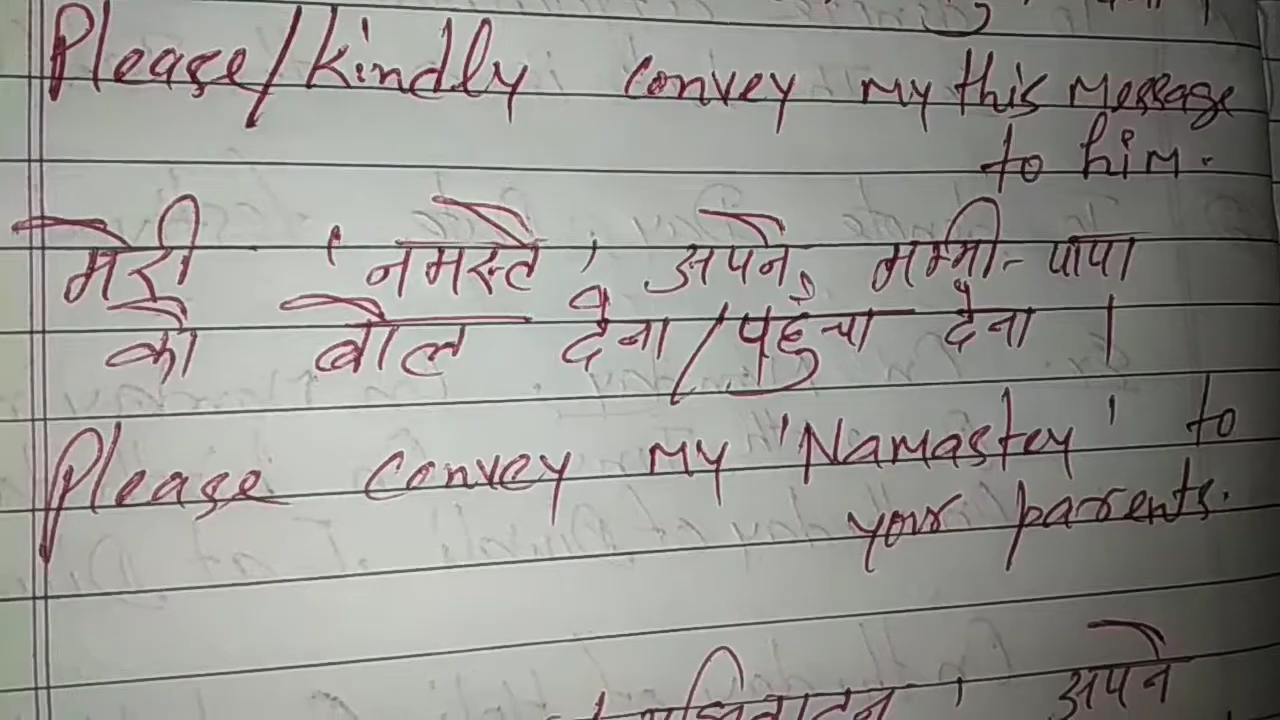 Please/kindly convey my this message
to him.
मेरी 'नमस्ते' अपने मम्मी-पापा
को बोल देना/पहुँचा देना।
Please convey my 'Namastey' to
your parents.
अपने